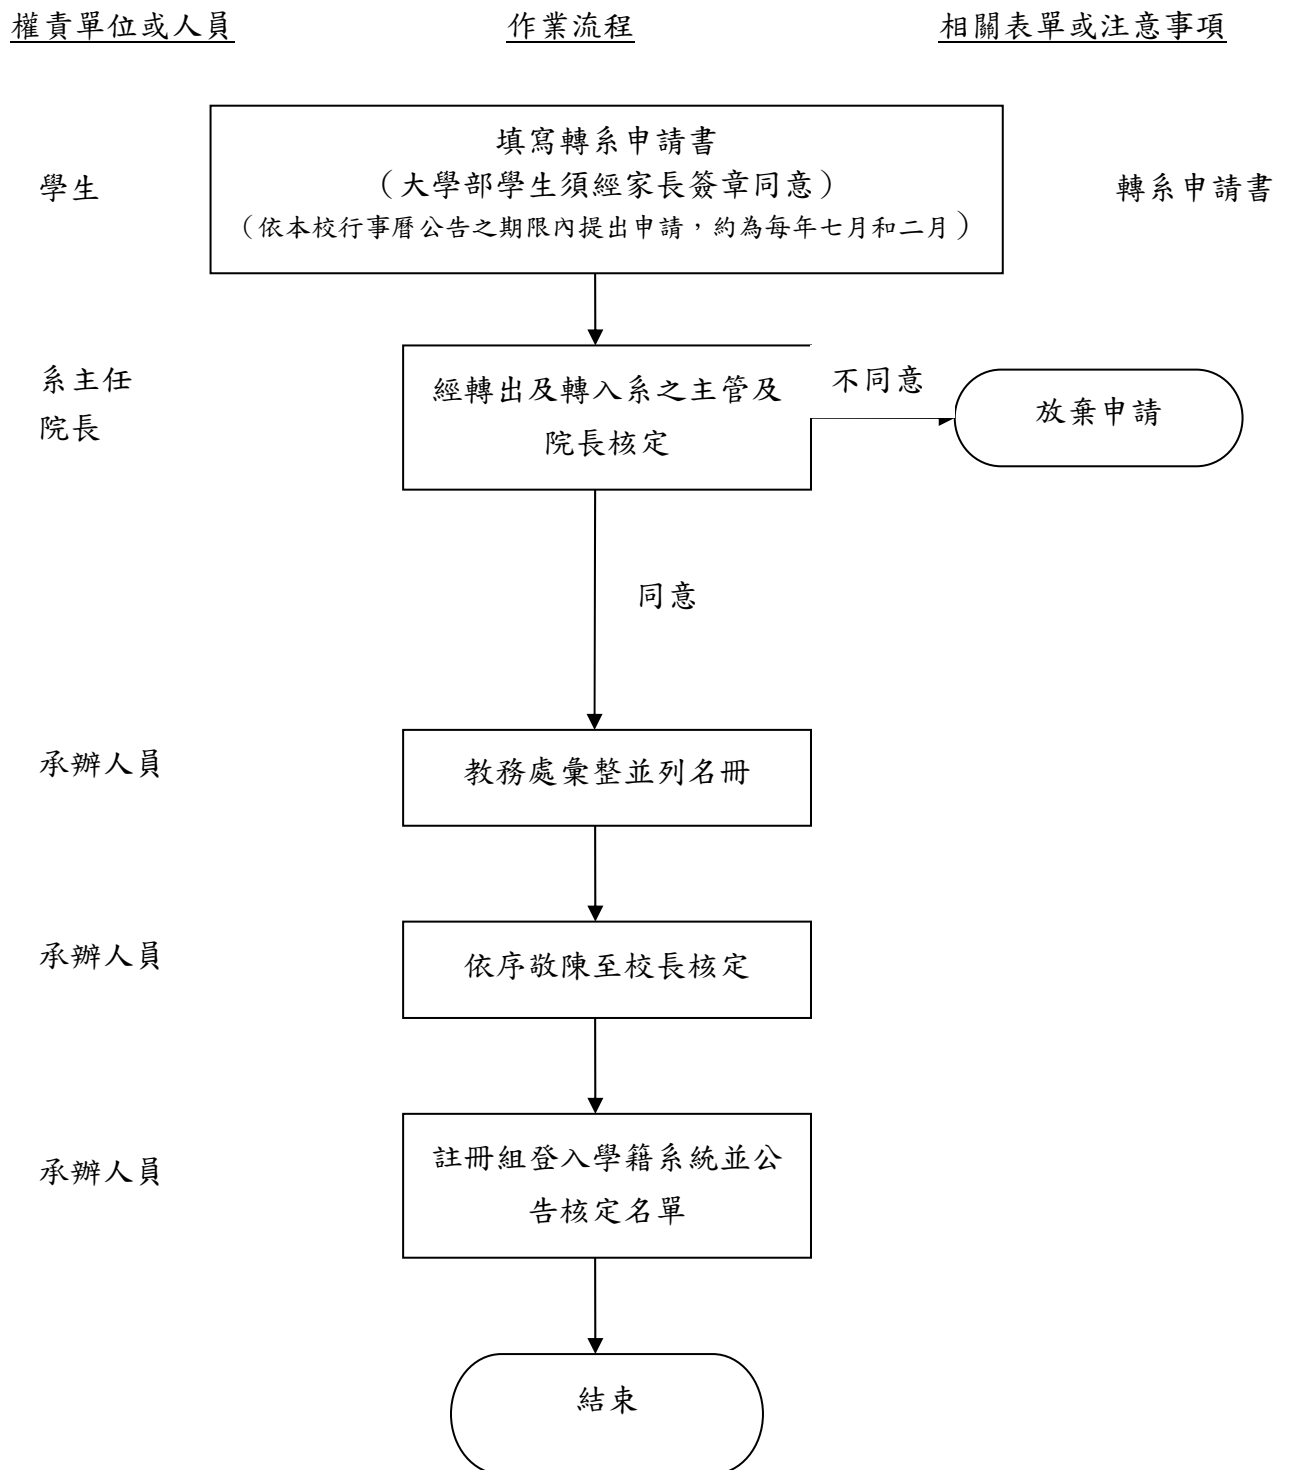 權責單位或人員
作業流程
相關表單或注意事項
填寫轉系申請書
(大學部學生須經家長簽章同意)
(依本校行事曆公告之期限內提出申請,約為每年七月和二月)
學生
轉系申請書
系主任
院長
經轉出及轉入系之主管及
院長核定
不同意
放棄申請
同意
承辦人員
教務處彙整並列名冊
承辦人員
依序敬陳至校長核定
承辦人員
註冊組登入學籍系統並公
告核定名單
結束